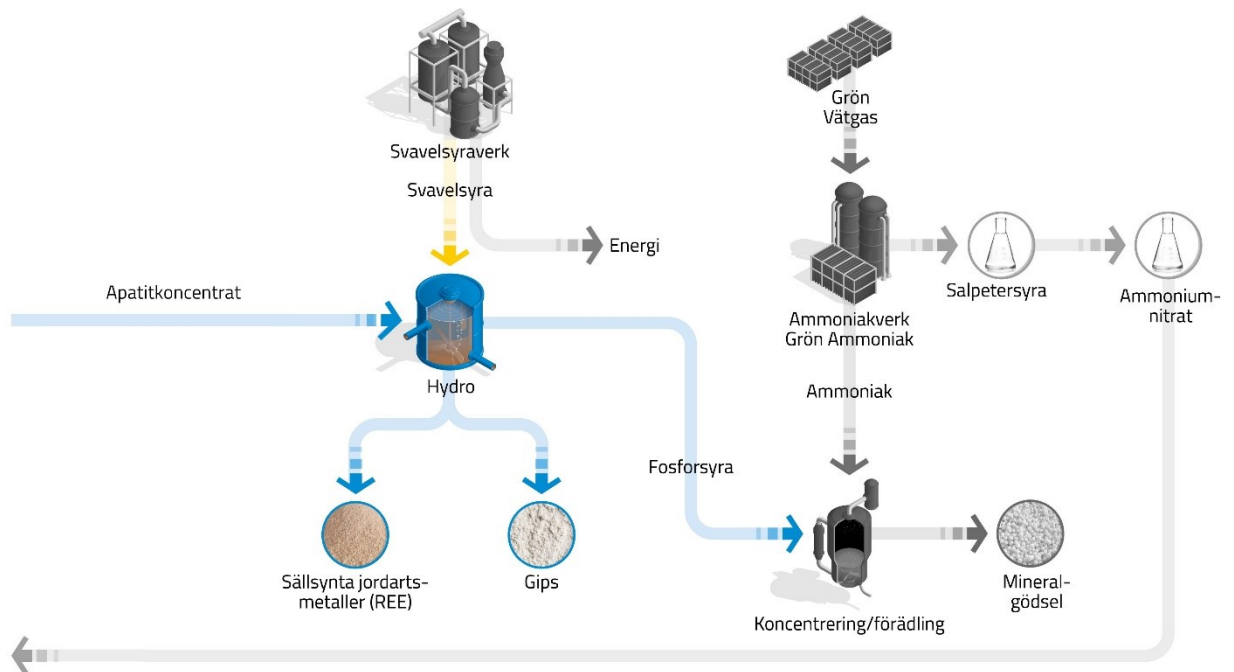 Grön
Vätgas
Svavelsyraverk
Svavelsyra
Energi
Apatitkoncentrat
Salpetersyra
Ammonium-
nitrat
Ammoniakverk
Grön Ammoniak
Hydro
Ammoniak
Fosforsyra
Sällsynta jordarts-
metaller (REE)
Gips
Mineral-
gödsel
Koncentrering/förädling